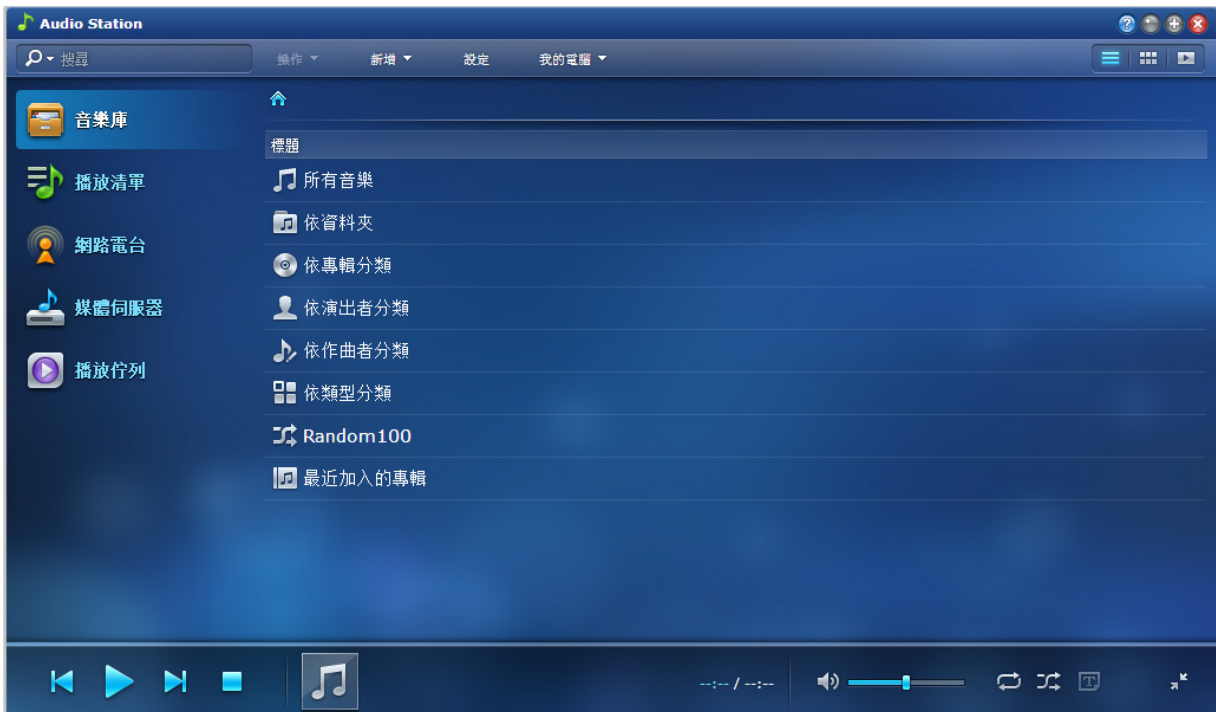 Audio Station
搜尋
操作 新增 設定 我的電腦
音樂庫
播放清單
網路電台
媒體伺服器
播放佇列
標題
所有音樂
依資料夾
依專輯分類
依演出者分類
依作曲者分類
依類型分類
Random100
最近加入的專輯
--:-- / --:--